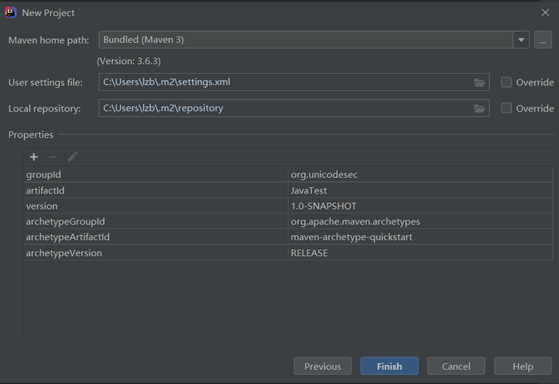 New Project
Maven home path: Bundled (Maven 3) ...
(Version: 3.6.3)
User settings file: C:\Users\lzb\.m2\settings.xml Override
Local repository: C:\Users\lzb\.m2\repository Override
Properties
groupId org.unicodesec
artifactId JavaTest
version 1.0-SNAPSHOT
archetypeGroupId org.apache.maven.archetypes
archetypeArtifactId maven-archetype-quickstart
archetypeVersion RELEASE
Previous Finish Cancel Help